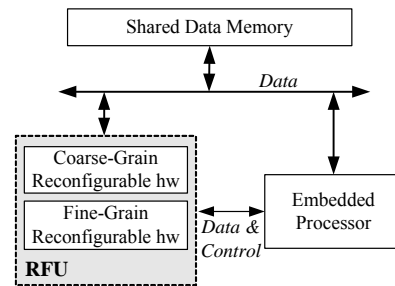 Shared Data Memory
Data
Coarse-Grain
Reconfigurable hw
Fine-Grain
Reconfigurable hw
RFU
Data &
Control
Embedded
Processor